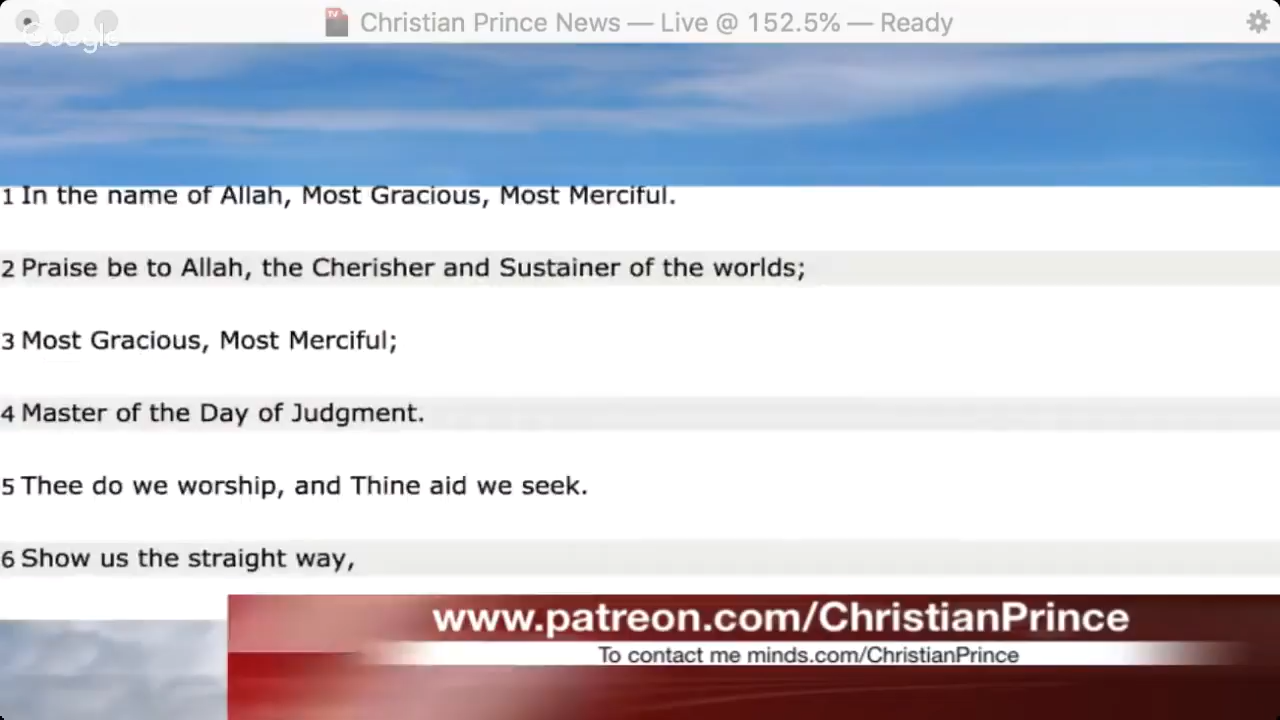 Christian Prince News — Live @ 152.5% — Ready
Google
1 In the name of Allah, Most Gracious, Most Merciful.
2 Praise be to Allah, the Cherisher and Sustainer of the worlds;
3 Most Gracious, Most Merciful;
4 Master of the Day of Judgment.
5 Thee do we worship, and Thine aid we seek.
6 Show us the straight way,
www.patreon.com/ChristianPrince
To contact me minds.com/ChristianPrince